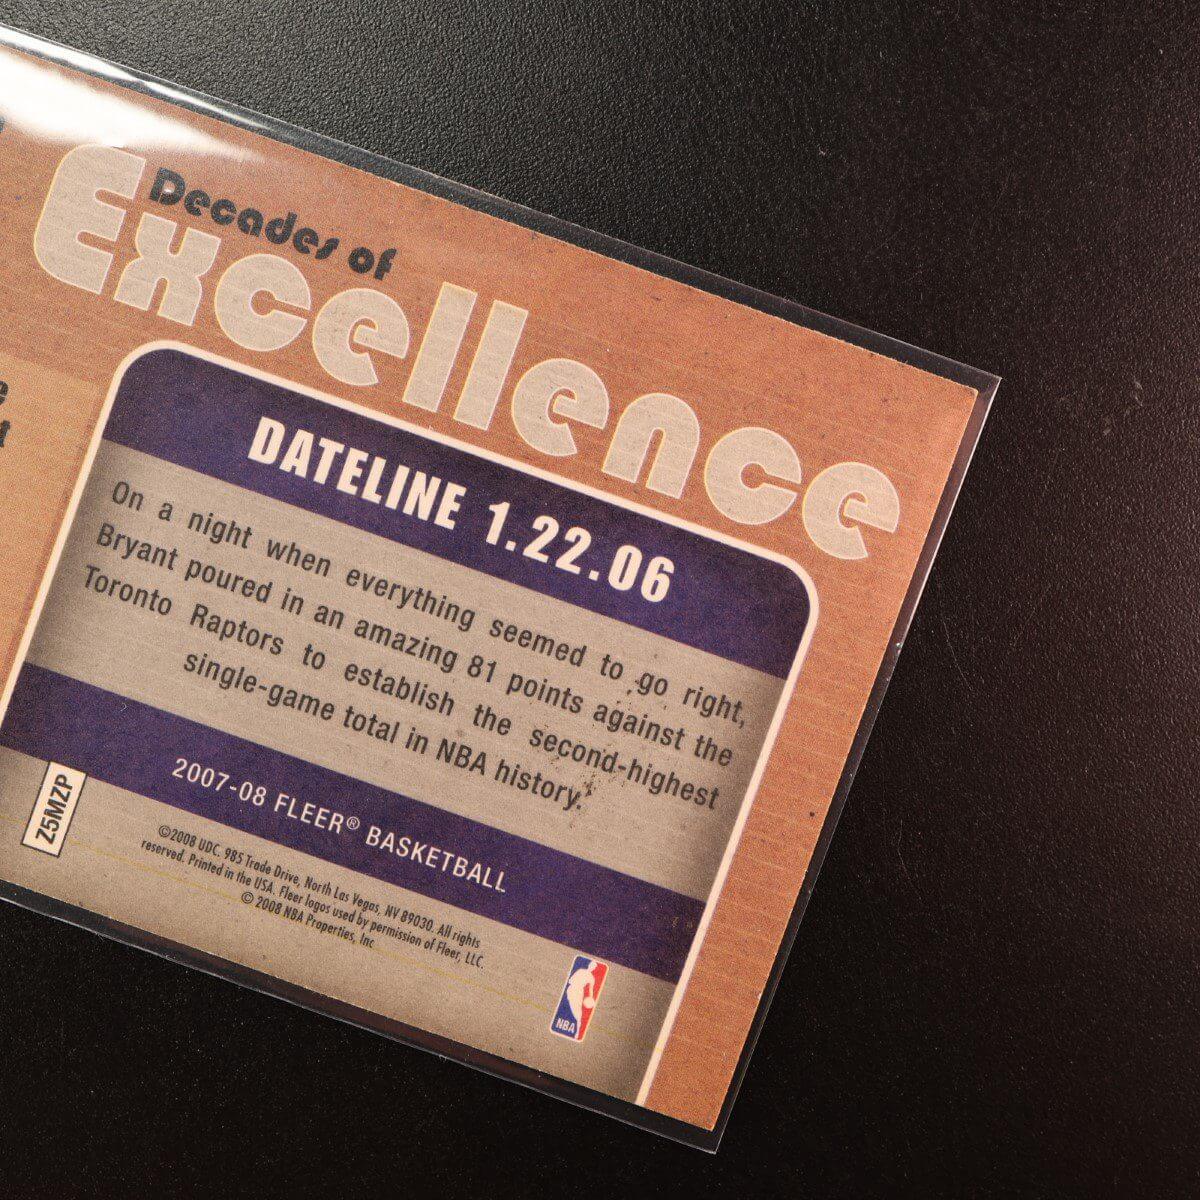 Decades of
Excellence
DATELINE 1.22.06
On a night when everything seemed to go right,
Bryant poured in an amazing 81 points against the
Toronto Raptors to establish the second-highest
single-game total in NBA history.
2007-08 FLEER® BASKETBALL
Z5MZP
©2008 UDC. 985 Trade Drive, North Las Vegas, NV 89030. All rights
reserved. Printed in the USA. Fleer logos used by permission of Fleer, LLC.
© 2008 NBA Properties, Inc
NBA